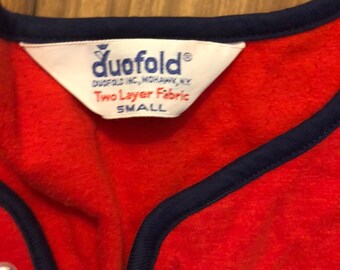 duofold®
DUOFOLD INC., MOHAWK, N.Y.
Two Layer Fabric
SMALL